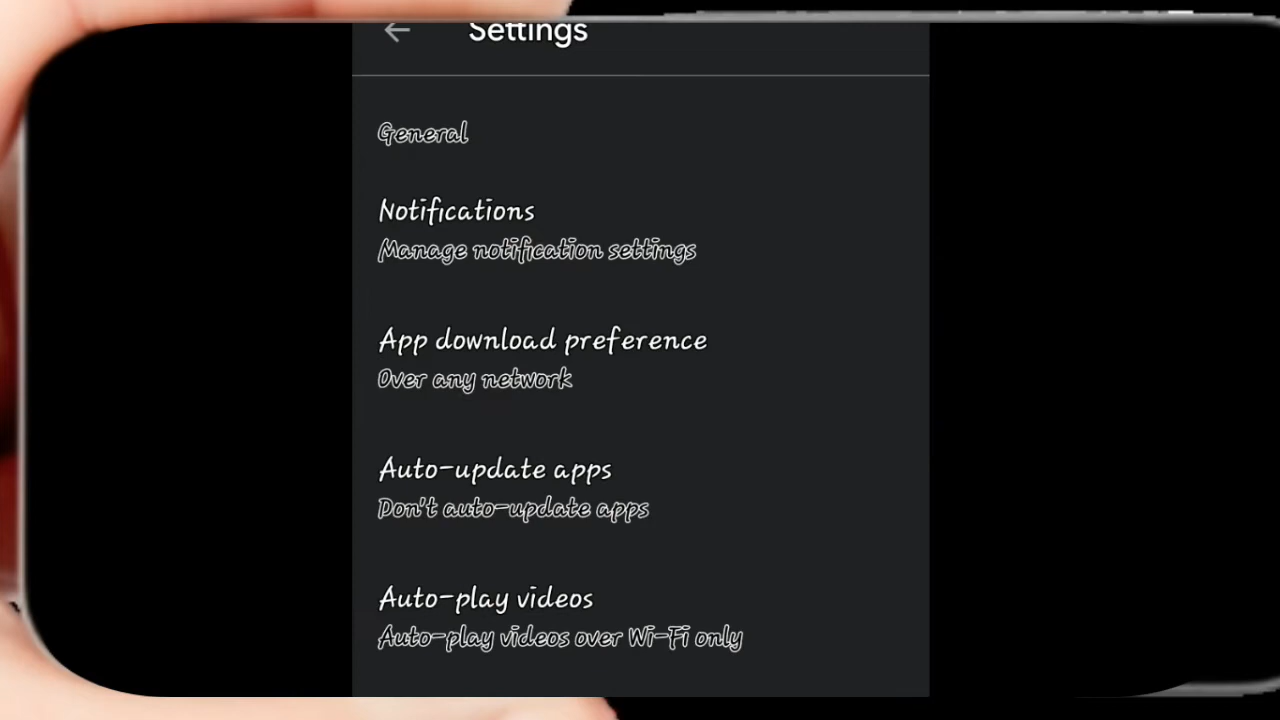 Settings
General
Notifications
Manage notification settings
App download preference
Over any network
Auto-update apps
Don't auto-update apps
Auto-play videos
Auto-play videos over Wi-Fi only